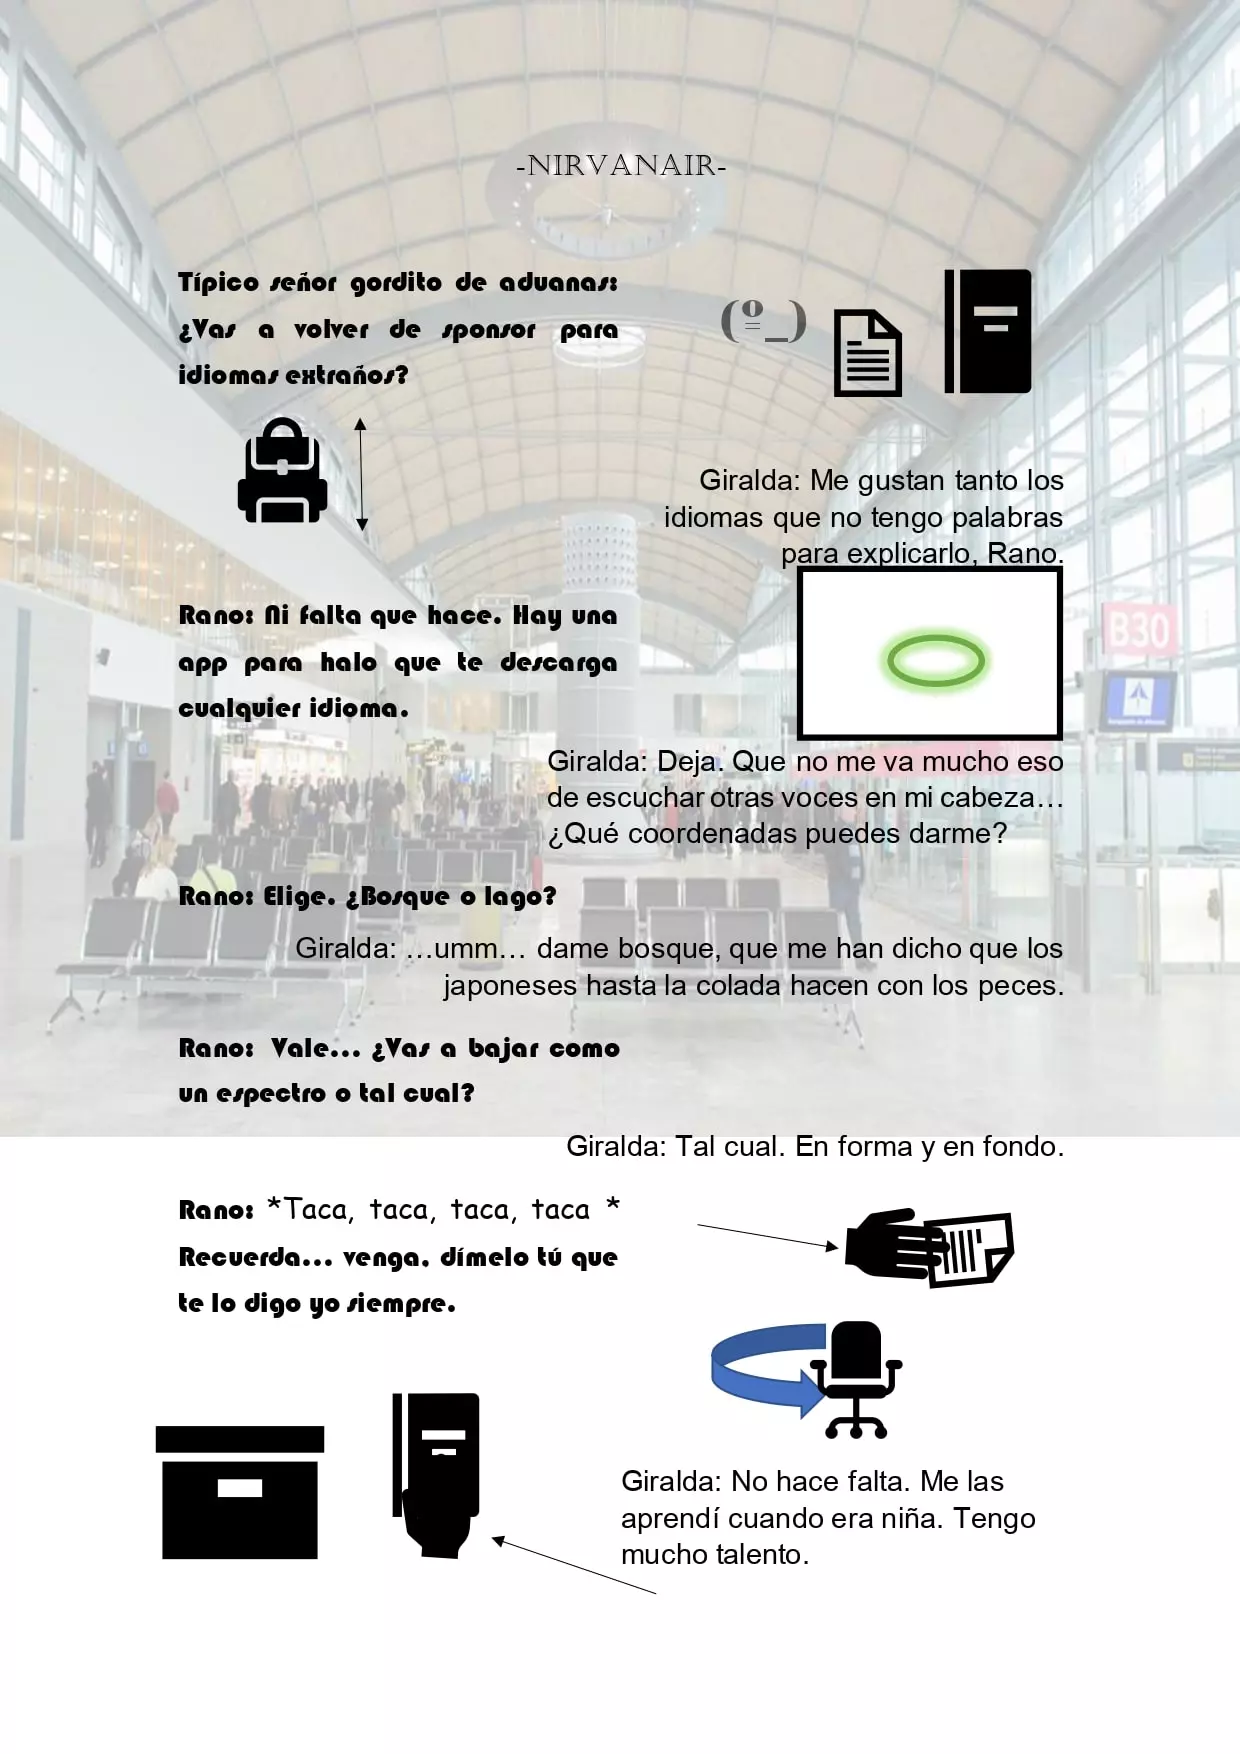 -NIRVANAIR-
Típico señor gordito de aduanas:
¿Vas a volver de sponsor para
idiomas extraños?
(º_)
Giralda: Me gustan tanto los
idiomas que no tengo palabras
para explicarlo, Rano.
Rano: Ni falta que hace. Hay una
app para halo que te descarga
cualquier idioma.
B30
Giralda: Deja. Que no me va mucho eso
de escuchar otras voces en mi cabeza…
¿Qué coordenadas puedes darme?
Rano: Elige. ¿Bosque o lago?
Giralda: …umm… dame bosque, que me han dicho que los
japoneses hasta la colada hacen con los peces.
Rano: Vale... ¿Vas a bajar como
un espectro o tal cual?
Giralda: Tal cual. En forma y en fondo.
Rano: *Taca, taca, taca, taca *
Recuerda... venga, dímelo tú que
te lo digo yo siempre.
Giralda: No hace falta. Me las
aprendí cuando era niña. Tengo
mucho talento.